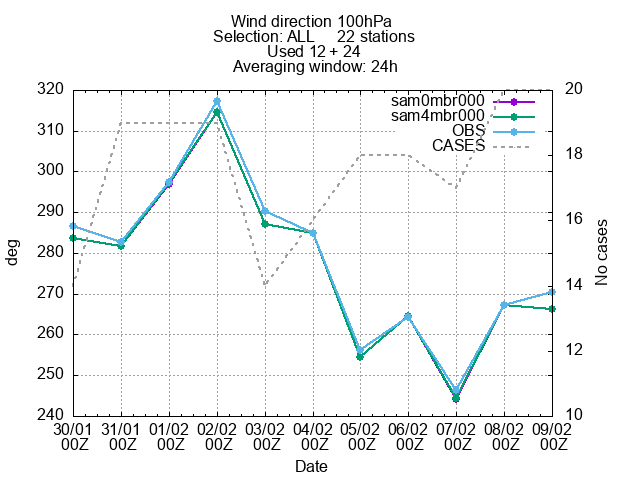 Wind direction 100hPa
Selection: ALL 22 stations
Used 12 + 24
Averaging window: 24h
sam0mbr000
sam4mbr000
OBS
CASES
320
310
300
290
280
270
260
250
240
deg
20
18
16
14
12
10
No cases
30/01 31/01 01/02 02/02 03/02 04/02 05/02 06/02 07/02 08/02 09/02
00Z 00Z 00Z 00Z 00Z 00Z 00Z 00Z 00Z 00Z 00Z
Date